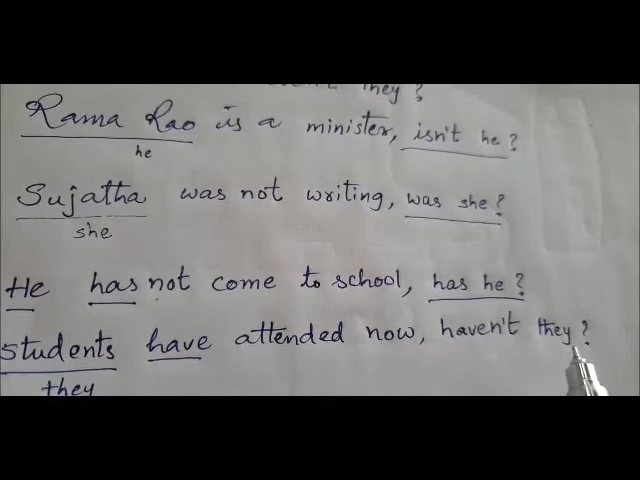 they?
Rama Rao is a minister, isn't he?
he
Sujatha was not writing, was she?
she
He has not come to school, has he?
students have attended now, haven't they?
they